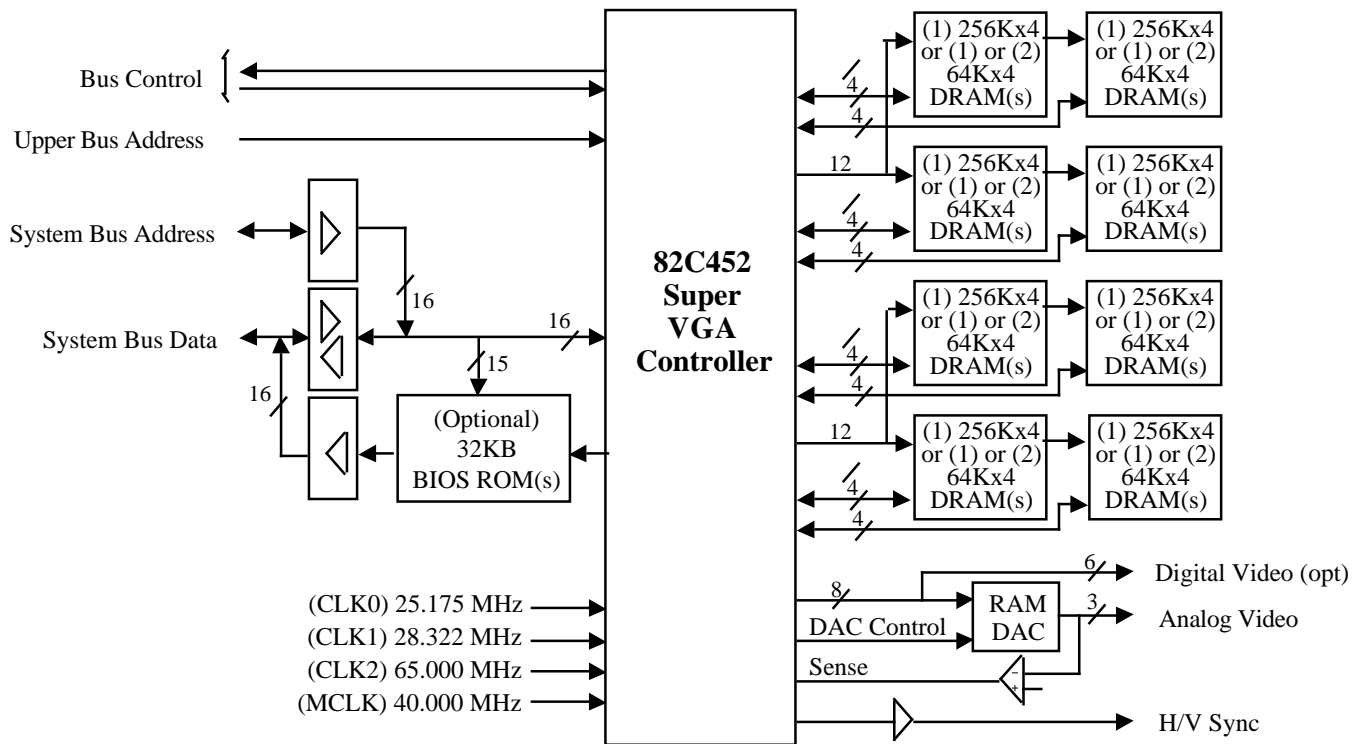 Bus Control
Upper Bus Address
System Bus Address
16
System Bus Data
16
15
16
(Optional)
32KB
BIOS ROM(s)
(CLK0) 25.175 MHz
(CLK1) 28.322 MHz
(CLK2) 65.000 MHz
(MCLK) 40.000 MHz
82C452
Super
VGA
Controller
(1) 256Kx4
or (1) or (2)
64Kx4
DRAM(s)
(1) 256Kx4
or (1) or (2)
64Kx4
DRAM(s)
4
4
12
(1) 256Kx4
or (1) or (2)
64Kx4
DRAM(s)
(1) 256Kx4
or (1) or (2)
64Kx4
DRAM(s)
4
4
(1) 256Kx4
or (1) or (2)
64Kx4
DRAM(s)
(1) 256Kx4
or (1) or (2)
64Kx4
DRAM(s)
4
4
12
(1) 256Kx4
or (1) or (2)
64Kx4
DRAM(s)
(1) 256Kx4
or (1) or (2)
64Kx4
DRAM(s)
4
4
6
Digital Video (opt)
8
RAM
DAC
3
Analog Video
DAC Control
Sense
−
+
H/V Sync